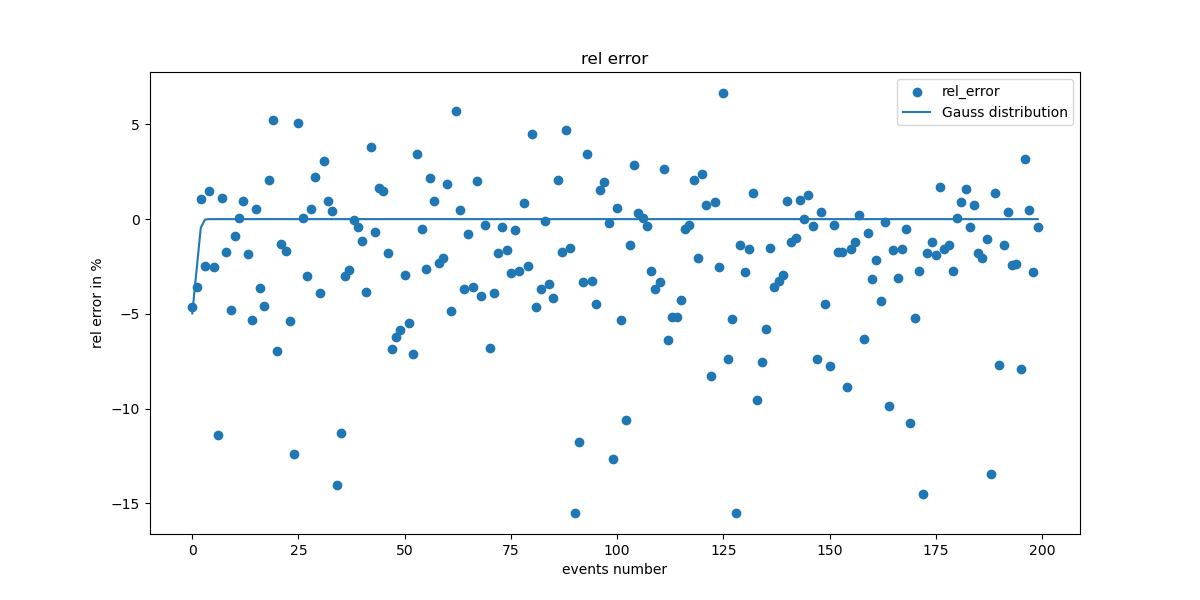 rel error
rel_error
Gauss distribution
rel error in %
5
0
−5
−10
−15
0
25
50
75
100
125
150
175
200
events number